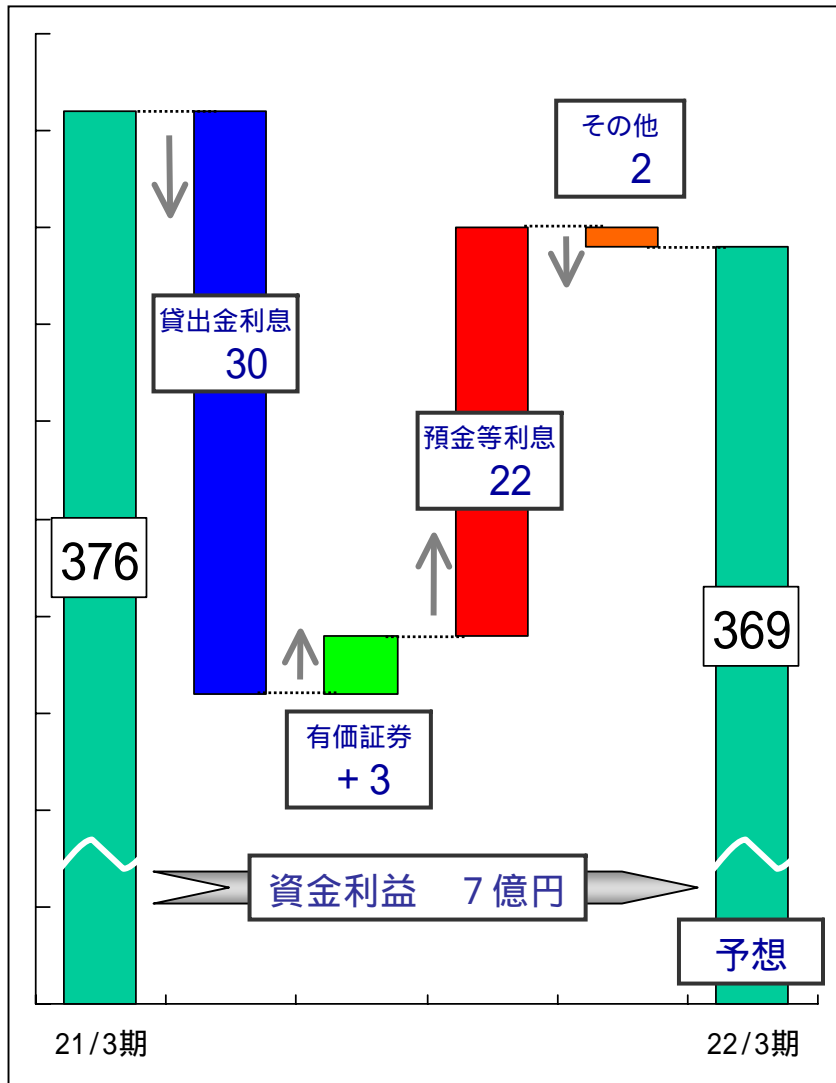 その他
2
貸出金利息
30
預金等利息
22
376
369
有価証券
+ 3
資金利益 7億円
予想
21/3期
22/3期